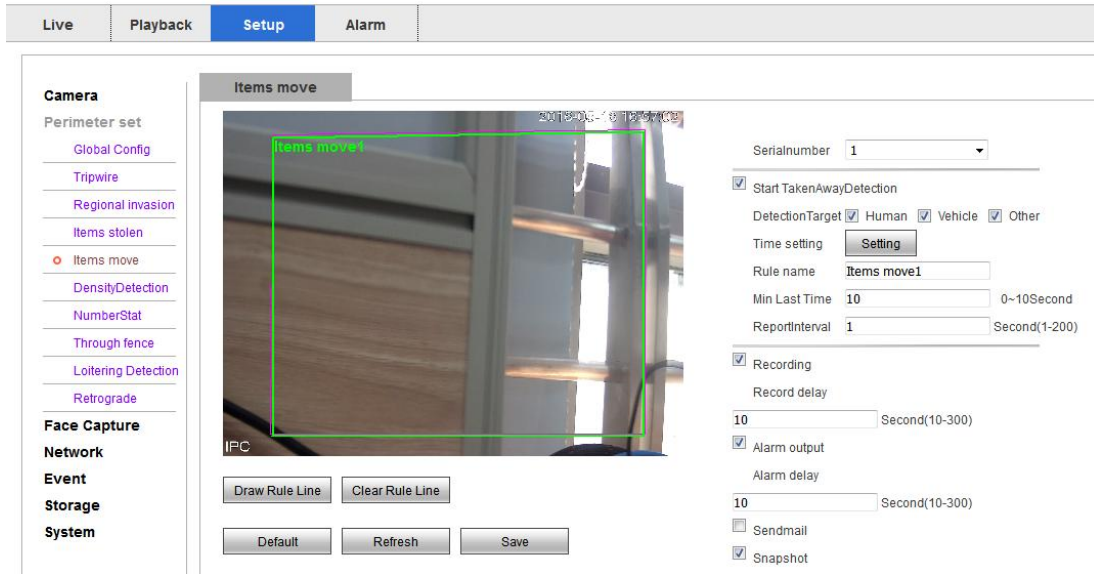 Live Playback Setup Alarm
Items move
Camera
Perimeter set
Global Config
Tripwire
Regional invasion
Items stolen
Items move
DensityDetection
NumberStat
Through fence
Loitering Detection
Retrograde
Face Capture
Network
Event
Storage
System
Items move1
IPC
Draw Rule Line Clear Rule Line
Default Refresh Save
Serialnumber 1
Start TakenAwayDetection
DetectionTarget Human Vehicle Other
Time setting Setting
Rule name Items move1
Min Last Time 10 0~10Second
ReportInterval 1 Second(1-200)
Recording
Record delay
10 Second(10-300)
Alarm output
Alarm delay
10 Second(10-300)
Sendmail
Snapshot